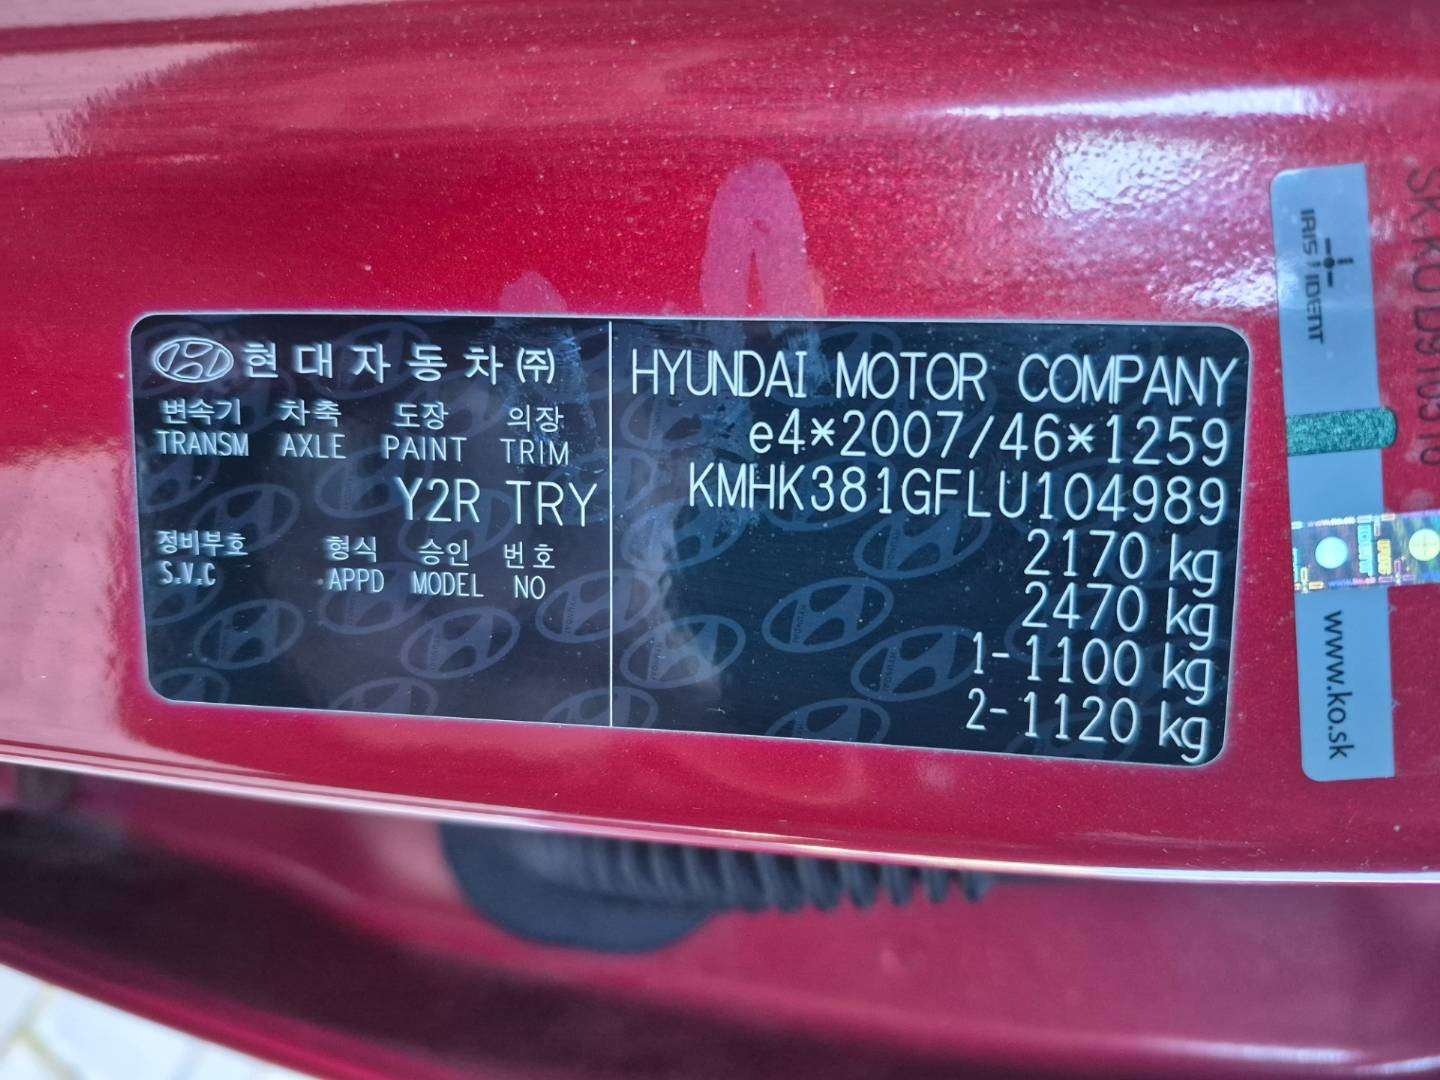 현대자동차㈜
변속기 차축 도장 의장
TRANSM AXLE PAINT TRIM
Y2R TRY
정비부호 형식 승인 번호
S.V.C APPD MODEL NO
HYUNDAI MOTOR COMPANY
e4*2007/46*1259
KMHK381GFLU104989
2170 kg
2470 kg
1-1100 kg
2-1120 kg
IRIS IDENT
www.ko.sk